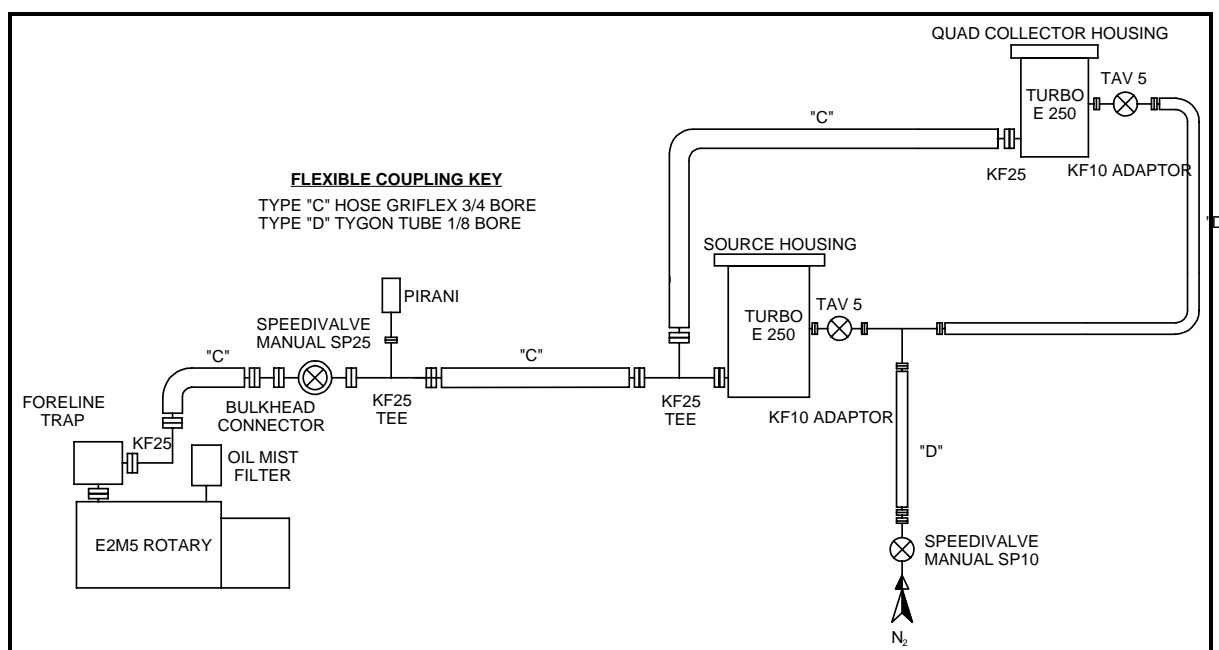 QUAD COLLECTOR HOUSING
TAV 5
TURBO
E 250
"C"
KF25
KF10 ADAPTOR
"D
FLEXIBLE COUPLING KEY
TYPE "C" HOSE GRIFLEX 3/4 BORE
TYPE "D" TYGON TUBE 1/8 BORE
SOURCE HOUSING
TAV 5
TURBO
E 250
PIRANI
SPEEDIVALVE
MANUAL SP25
"C"
"C"
BULKHEAD
CONNECTOR
KF25
TEE
KF25
TEE
KF10 ADAPTOR
FORELINE
TRAP
KF25
OIL MIST
FILTER
"D"
E2M5 ROTARY
SPEEDIVALVE
MANUAL SP10
N2